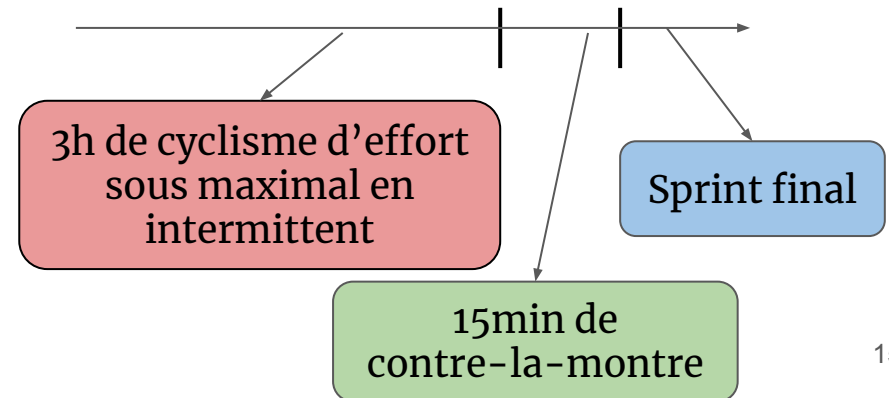 3h de cyclisme d’effort
sous maximal en
intermittent
Sprint final
15min de
contre-la-montre